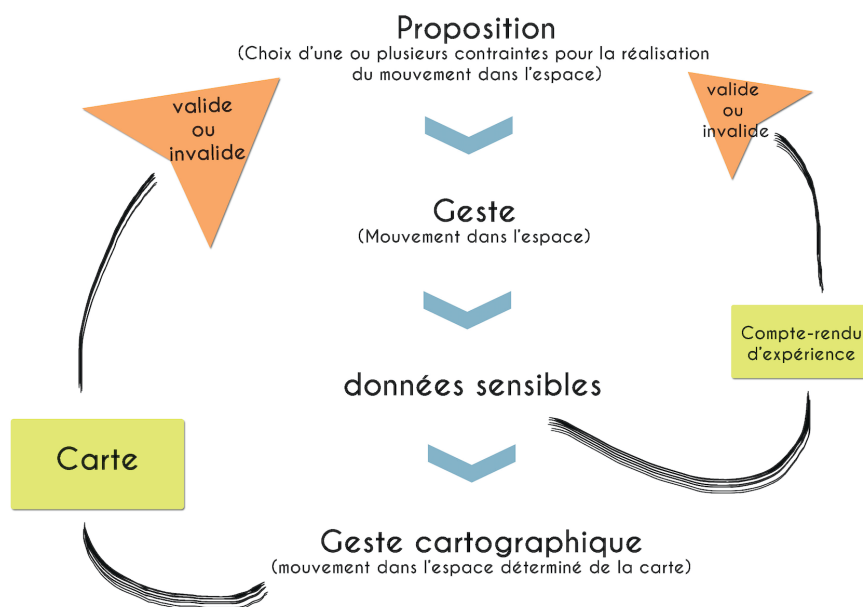 Proposition
(Choix d'une ou plusieurs contraintes pour la réalisation
du mouvement dans l'espace)
valide
ou
invalide
valide
ou
invalide
Geste
(Mouvement dans l'espace)
Compte-rendu
d'expérience
données sensibles
Carte
Geste cartographique
(mouvement dans l'espace déterminé de la carte)